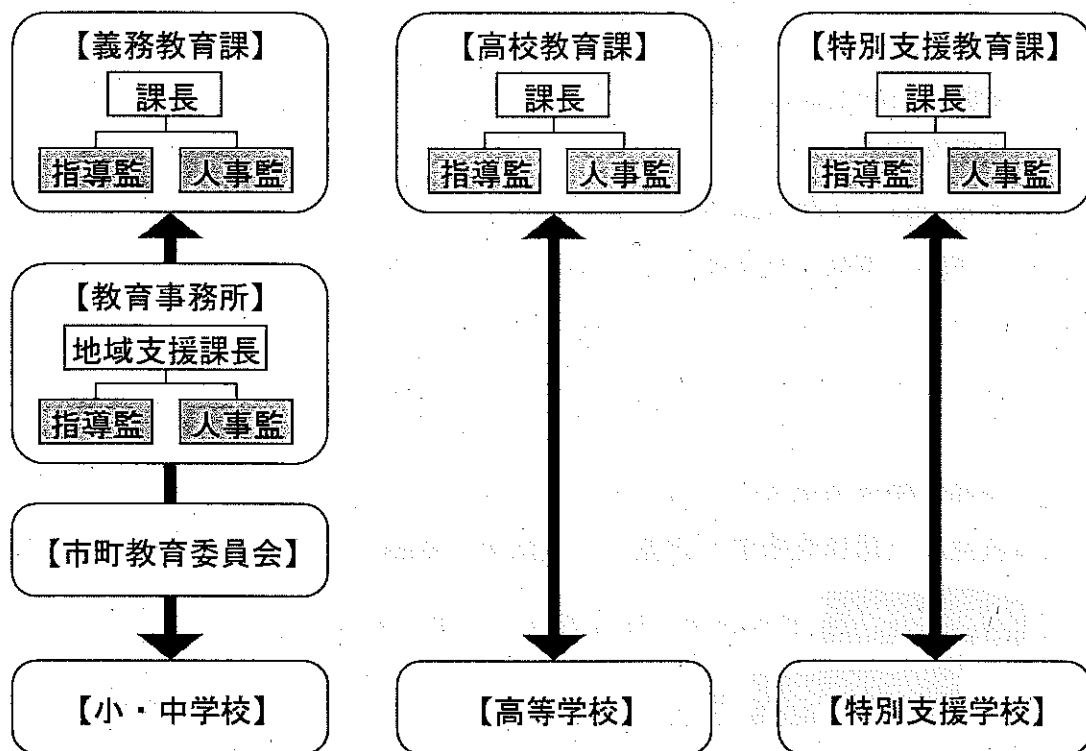 【義務教育課】
課長
指導監 人事監
【教育事務所】
地域支援課長
指導監 人事監
【市町教育委員会】
【小・中学校】
【高校教育課】
課長
指導監 人事監
【高等学校】
【特別支援教育課】
課長
指導監 人事監
【特別支援学校】